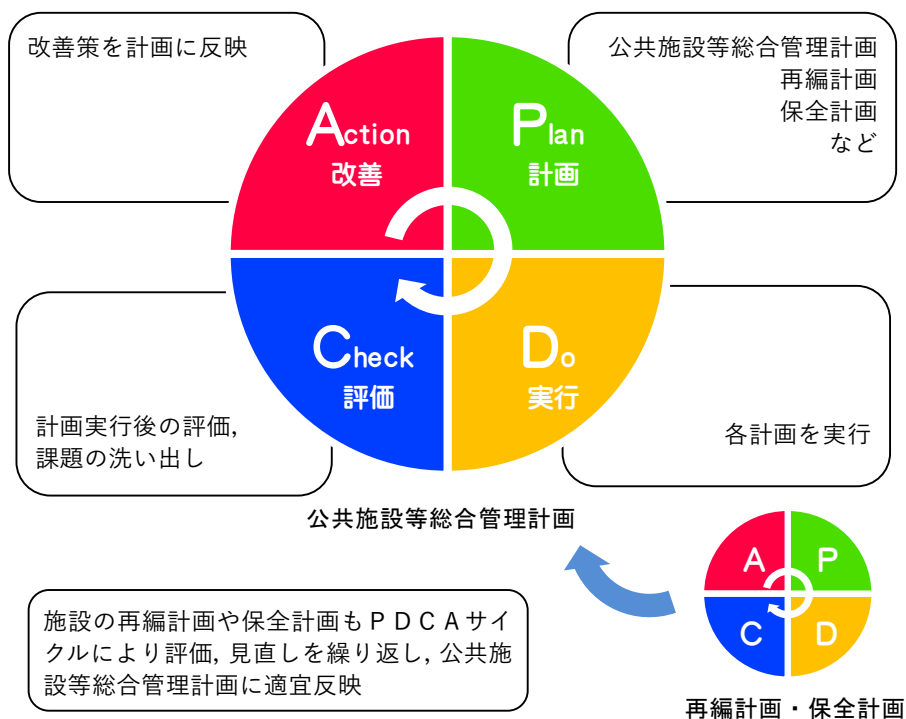 改善策を計画に反映
公共施設等総合管理計画
再編計画
保全計画
など
Action
改善
Plan
計画
Check
評価
Do
実行
計画実行後の評価,
課題の洗い出し
各計画を実行
公共施設等総合管理計画
A
P
C
D
施設の再編計画や保全計画もＰＤＣＡサイ
クルにより評価, 見直しを繰り返し, 公共施
設等総合管理計画に適宜反映
再編計画・保全計画